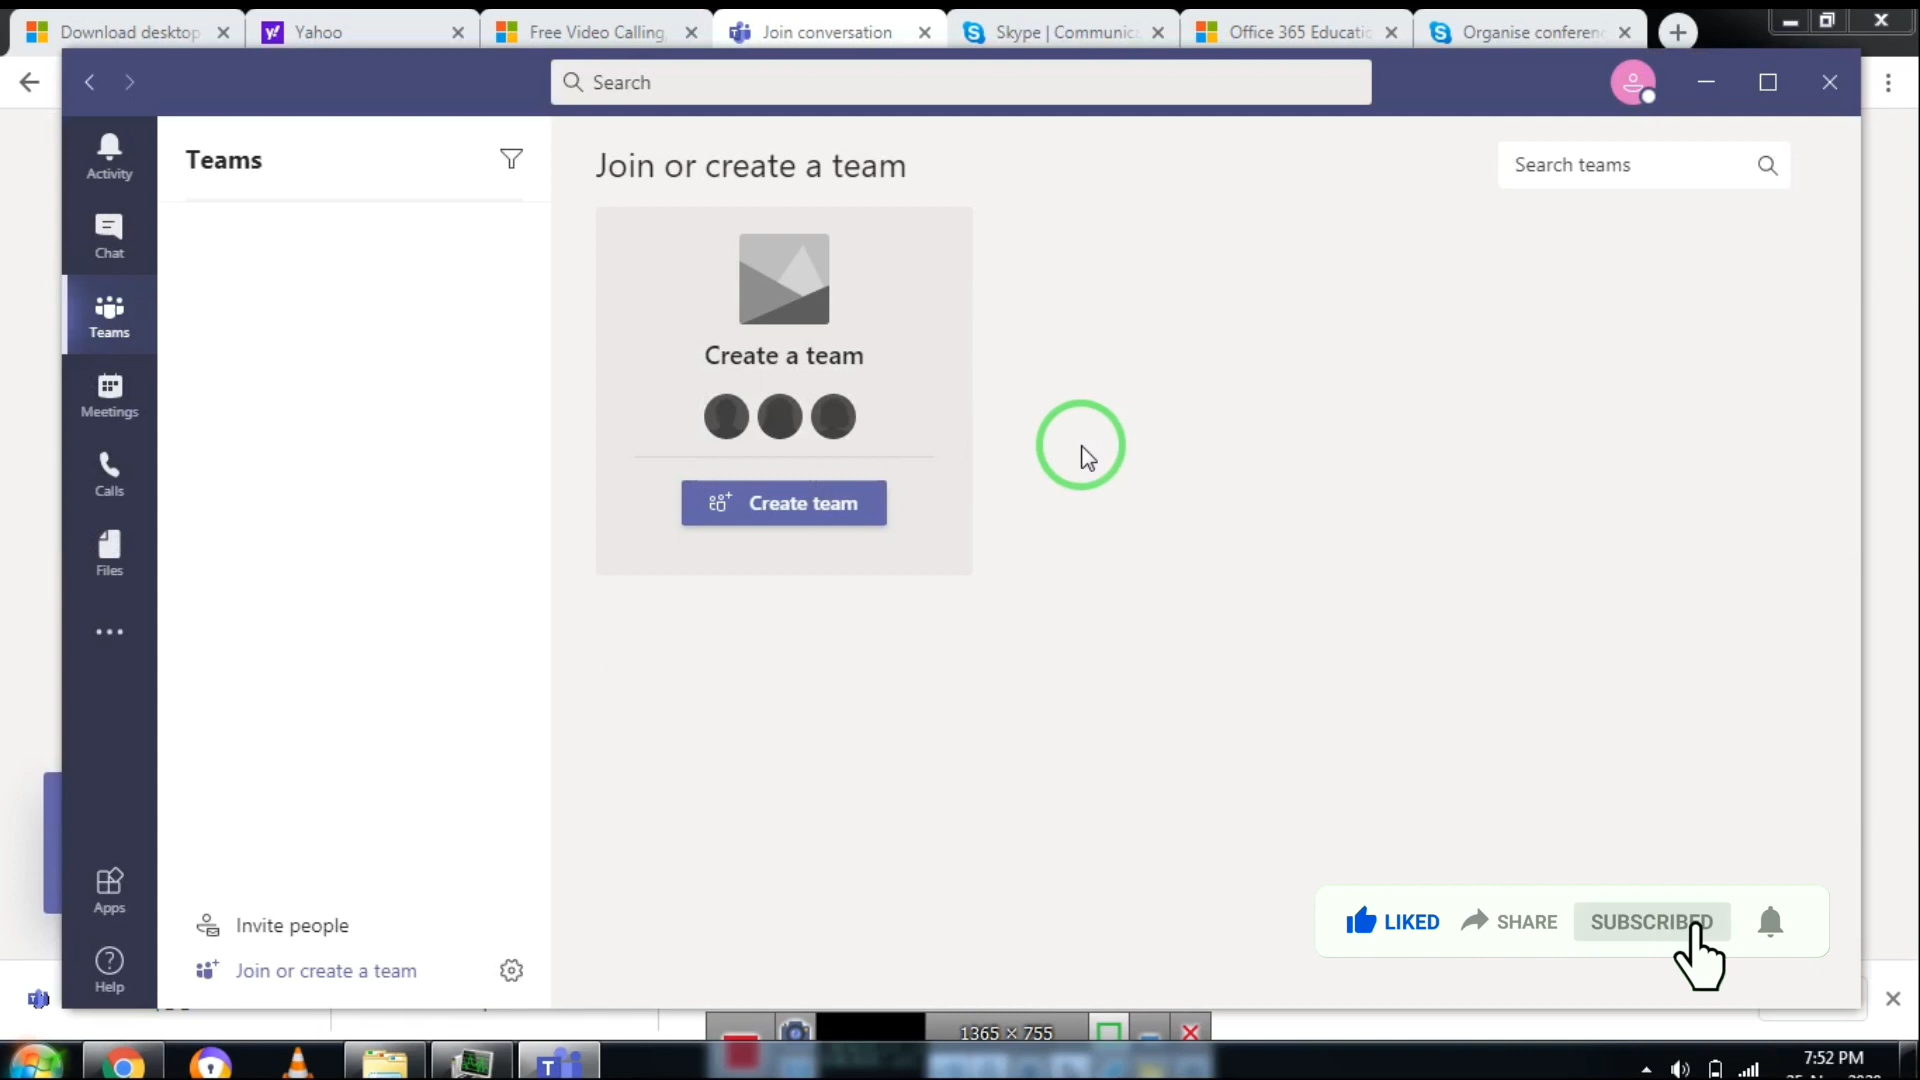 Download desktop
Yahoo
Free Video Calling
Join conversation
Skype | Communic
Office 365 Educatic
Organise conferen
Search
Activity
Chat
Teams
Meetings
Calls
Files
Apps
Help
Teams
Invite people
Join or create a team
Join or create a team
Search teams
Create a team
Create team
LIKED
SHARE
SUBSCRIBED
1365 × 755
7:52 PM